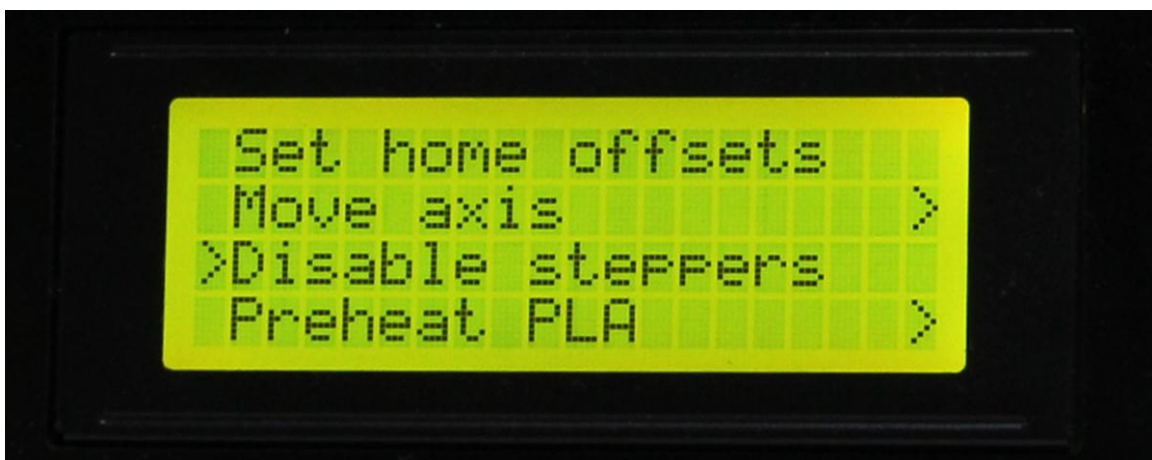 Set home offsets
Move axis >
>Disable steppers
Preheat PLA >